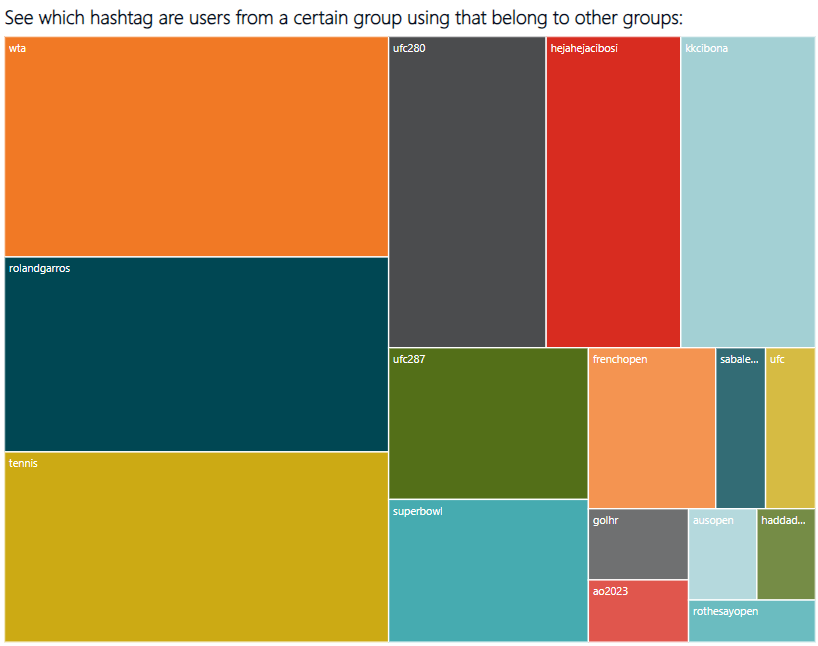 See which hashtag are users from a certain group using that belong to other groups:
wta
ufc280
hejahejacibosi
kkcibona
rolandgarros
ufc287
frenchopen
sabale...
ufc
tennis
superbowl
golhr
ausopen
haddad...
ao2023
rothesayopen